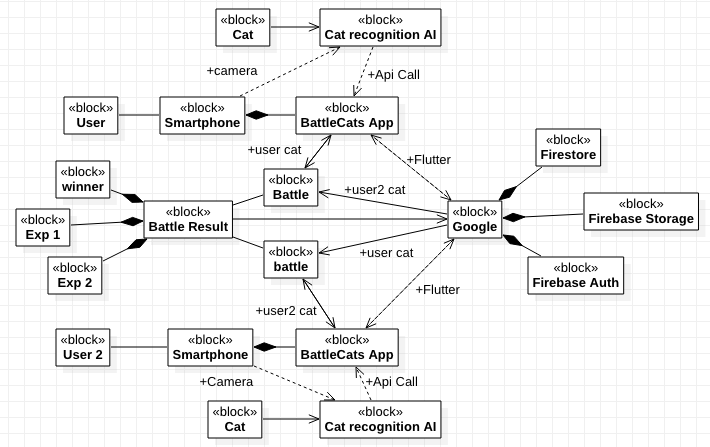 «block»
Cat
«block»
Cat recognition AI
+camera
+Api Call
«block»
User
«block»
Smartphone
«block»
BattleCats App
+user cat
+Flutter
«block»
Firestore
«block»
winner
«block»
Battle
+user2 cat
«block»
Exp 1
«block»
Battle Result
«block»
Google
«block»
Firebase Storage
«block»
Exp 2
«block»
battle
+user cat
«block»
Firebase Auth
+Flutter
+user2 cat
«block»
User 2
«block»
Smartphone
«block»
BattleCats App
+Camera
+Api Call
«block»
Cat
«block»
Cat recognition AI